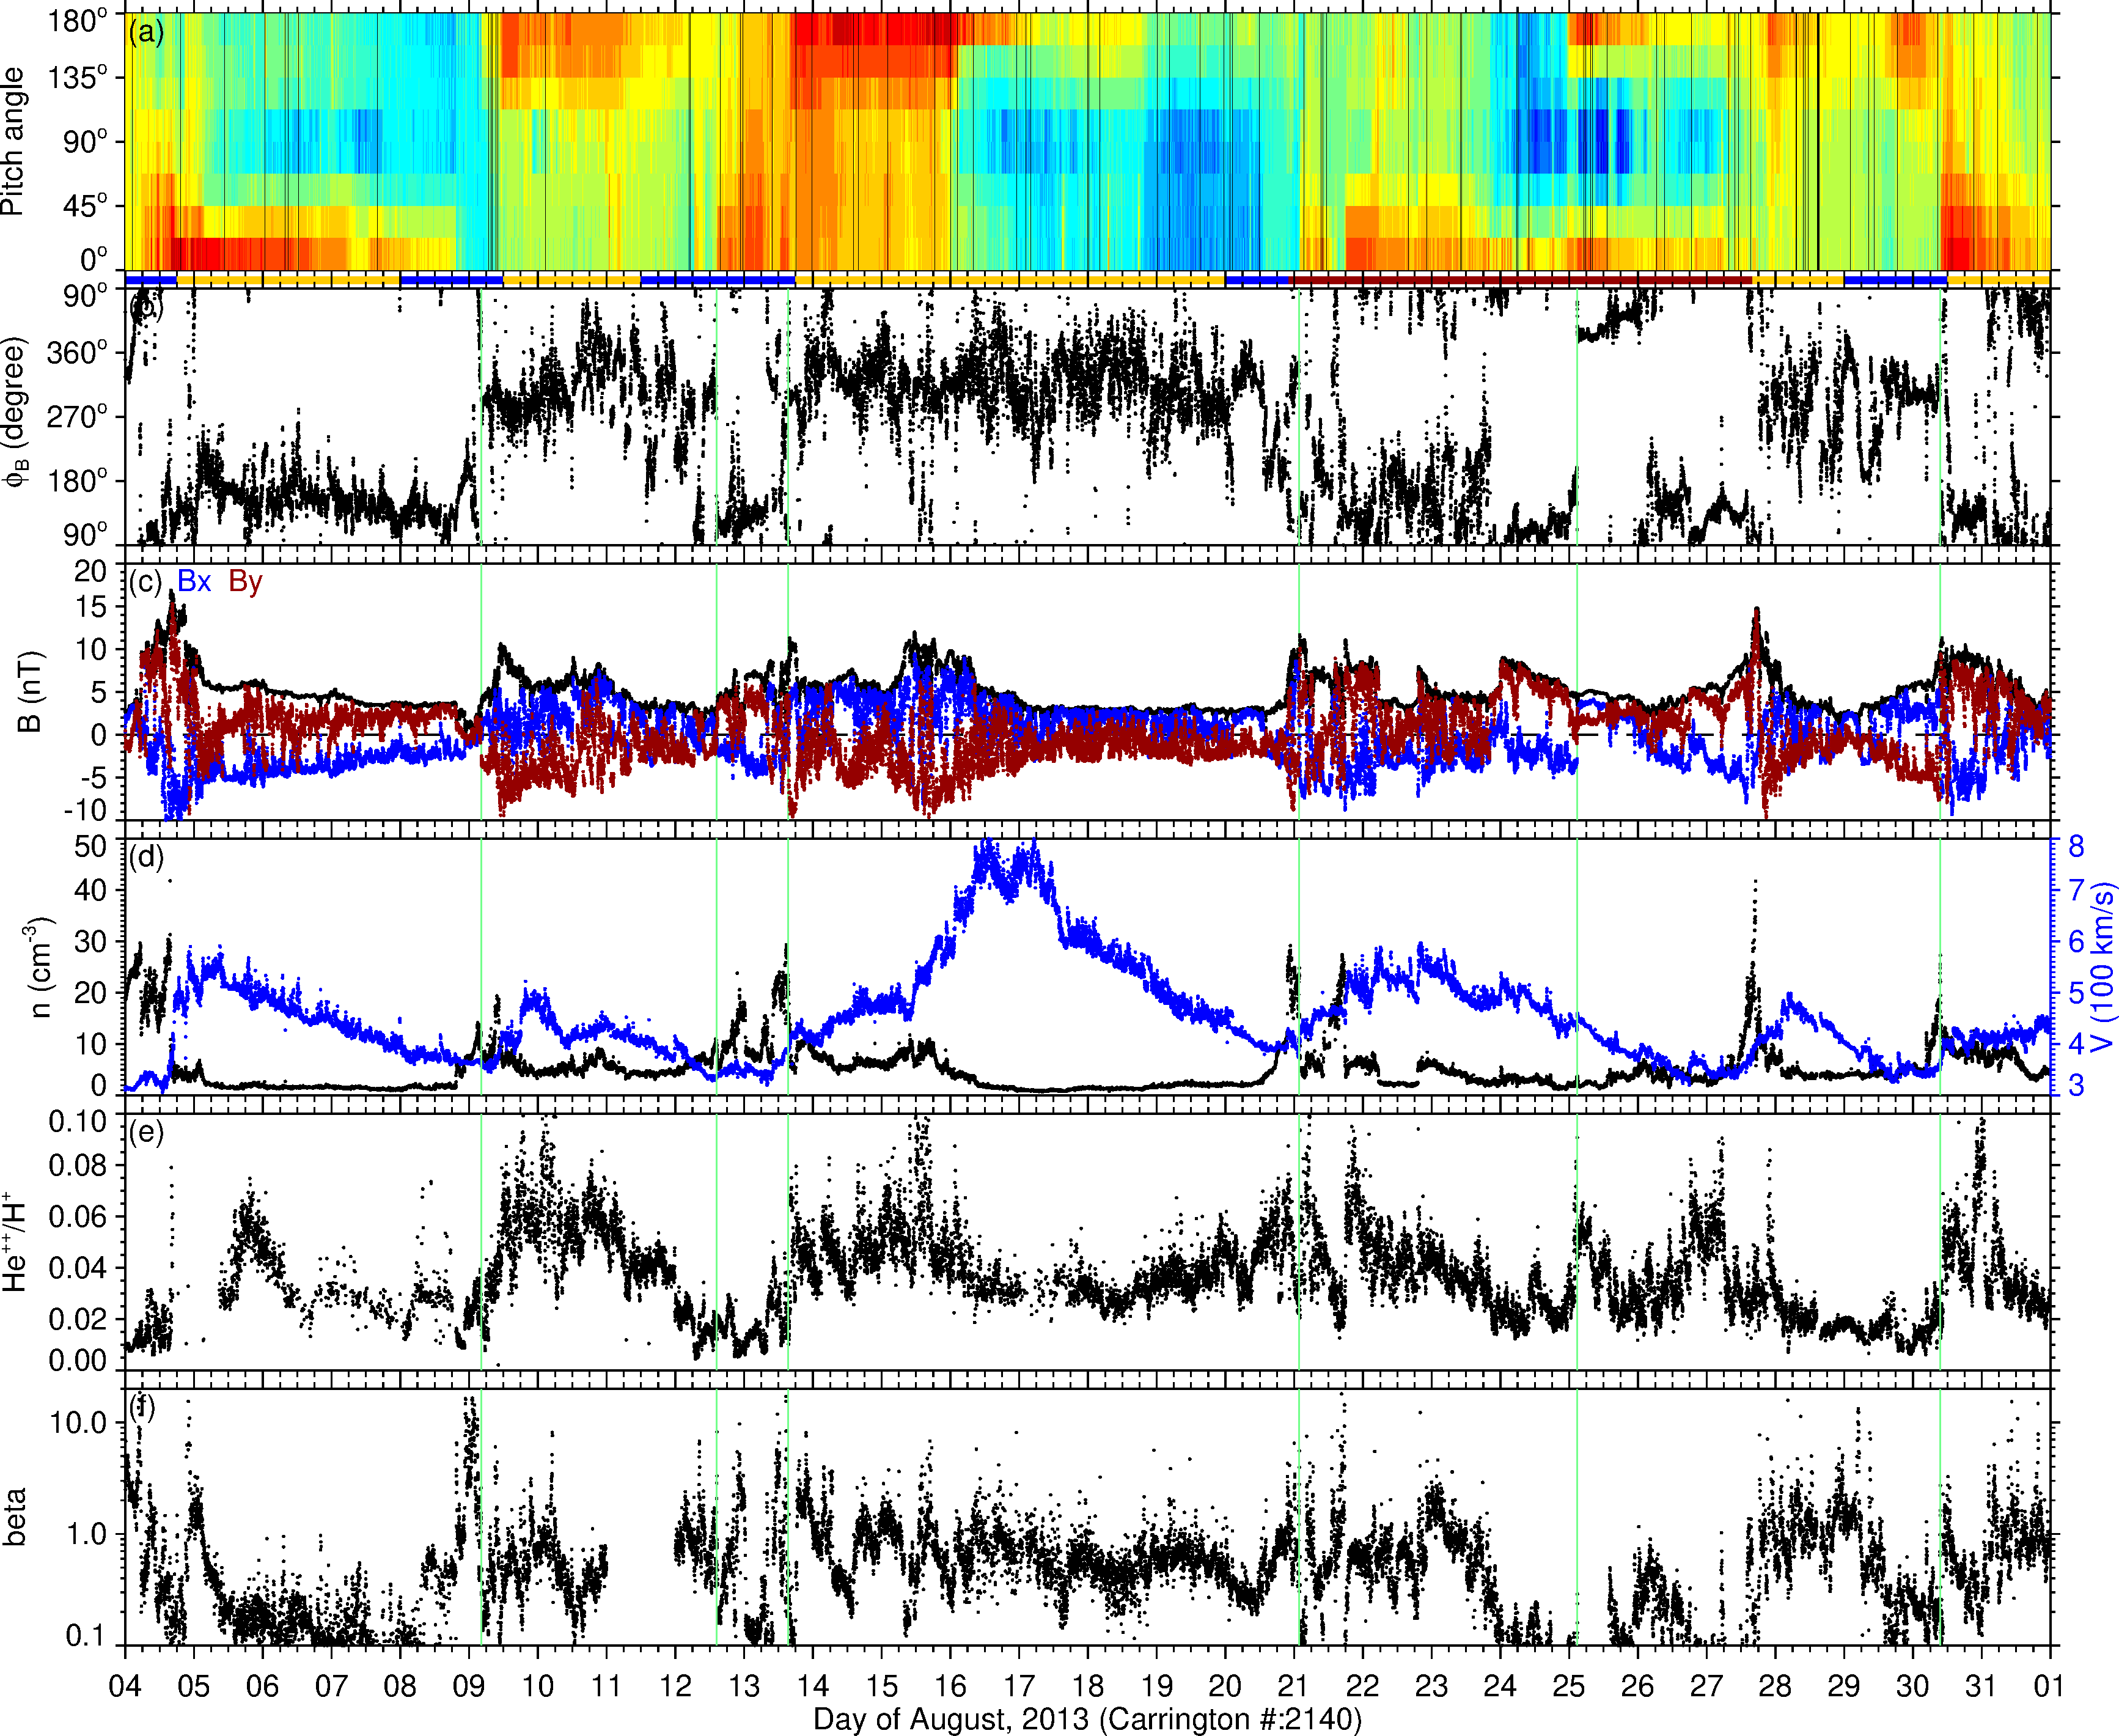 (a)
180°
135°
90°
45°
0°
Pitch angle
90°
360°
270°
180°
90°
ϕB (degree)
(c) Bx By
20
15
10
5
0
-5
-10
B (nT)
(d)
50
40
30
20
10
0
n (cm-3)
8
7
6
5
4
3
V (100 km/s)
(e)
0.10
0.08
0.06
0.04
0.02
0.00
He++/H+
(f)
10.0
1.0
0.1
beta
04 05 06 07 08 09 10 11 12 13 14 15 16 17 18 19 20 21 22 23 24 25 26 27 28 29 30 31 01
Day of August, 2013 (Carrington #:2140)